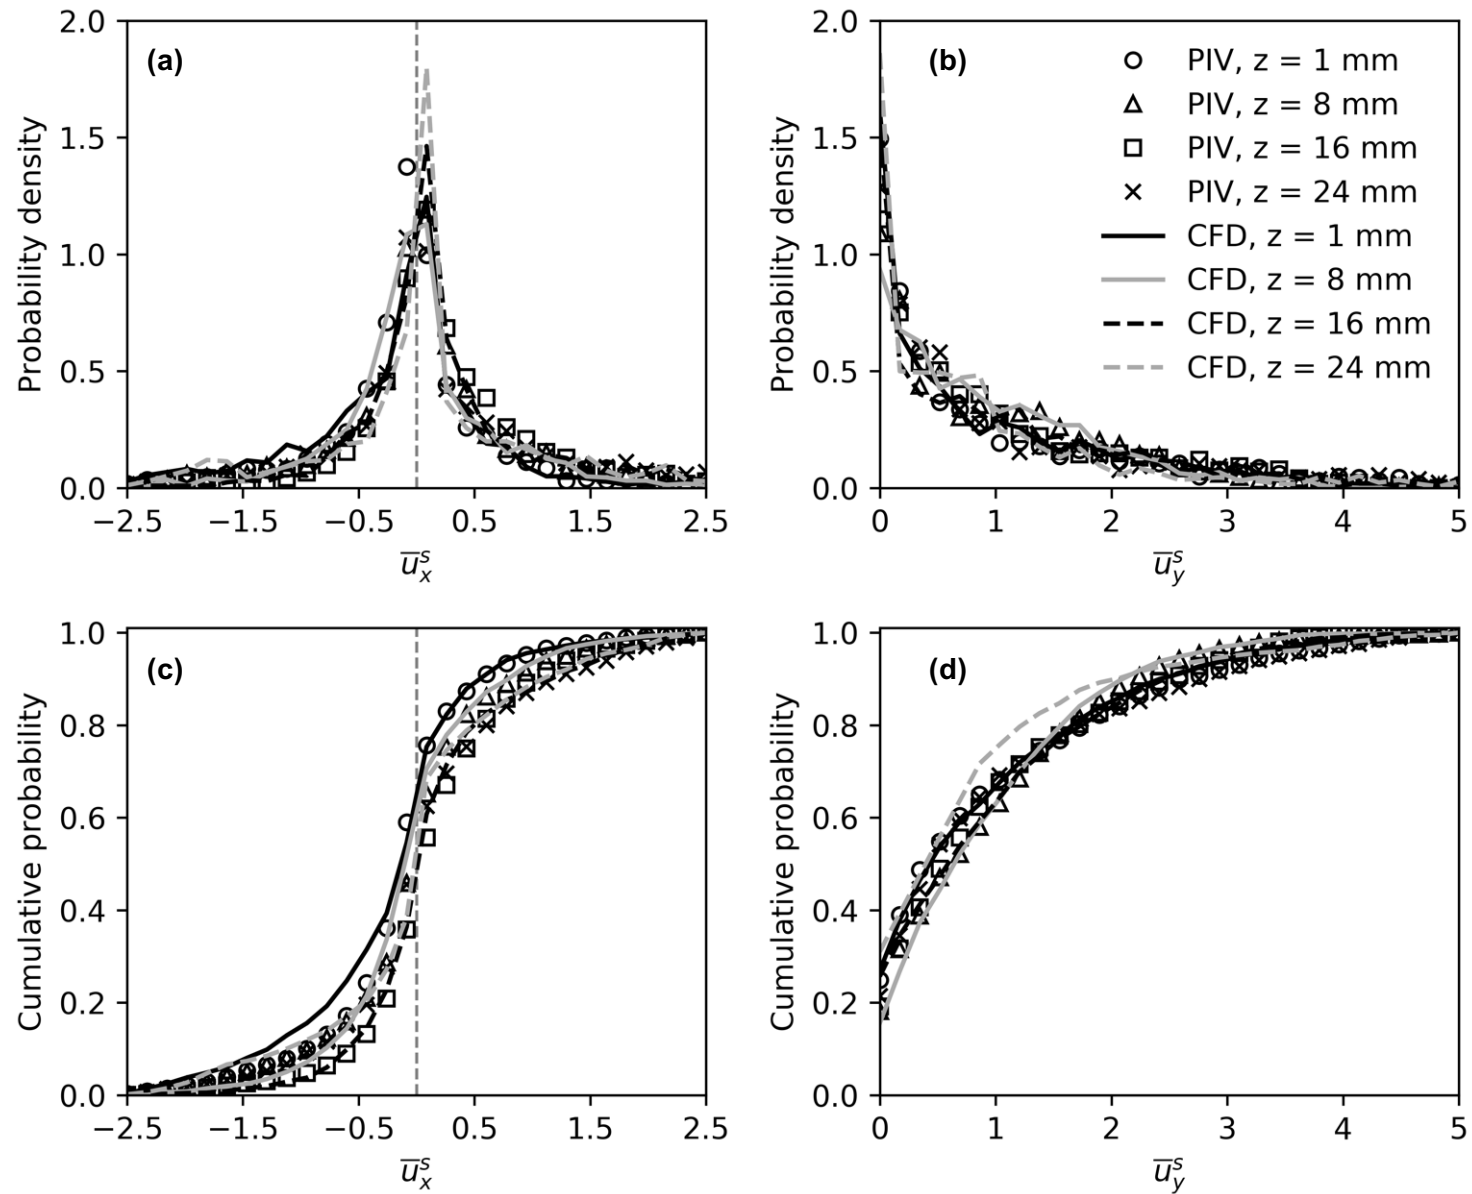 (a)
Probability density
2.0
1.5
1.0
0.5
0.0
−2.5 −1.5 −0.5 0.5 1.5 2.5
u̅ₓˢ
(b)
Probability density
2.0
1.5
1.0
0.5
0.0
0 1 2 3 4 5
u̅ᵧˢ
PIV, z = 1 mm
PIV, z = 8 mm
PIV, z = 16 mm
PIV, z = 24 mm
CFD, z = 1 mm
CFD, z = 8 mm
CFD, z = 16 mm
CFD, z = 24 mm
(c)
Cumulative probability
1.0
0.8
0.6
0.4
0.2
0.0
−2.5 −1.5 −0.5 0.5 1.5 2.5
u̅ₓˢ
(d)
Cumulative probability
1.0
0.8
0.6
0.4
0.2
0.0
0 1 2 3 4 5
u̅ᵧˢ